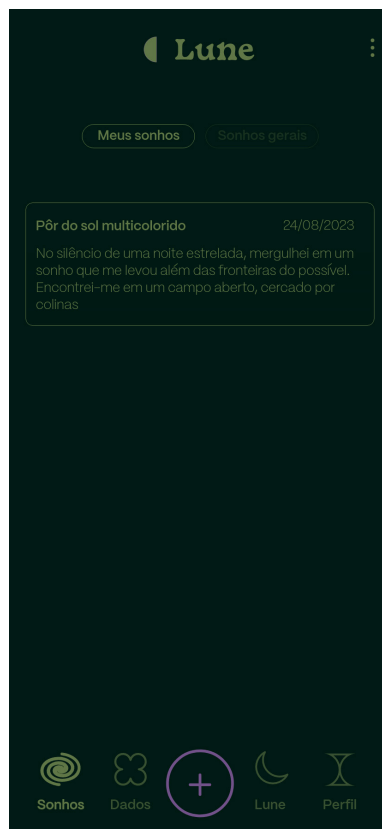 Lune
Meus sonhos
Sonhos gerais
Pôr do sol multicolorido 24/08/2023
No silêncio de uma noite estrelada, mergulhei em um
sonho que me levou além das fronteiras do possível.
Encontrei-me em um campo aberto, cercado por
colinas
Sonhos
Dados
Lune
Perfil